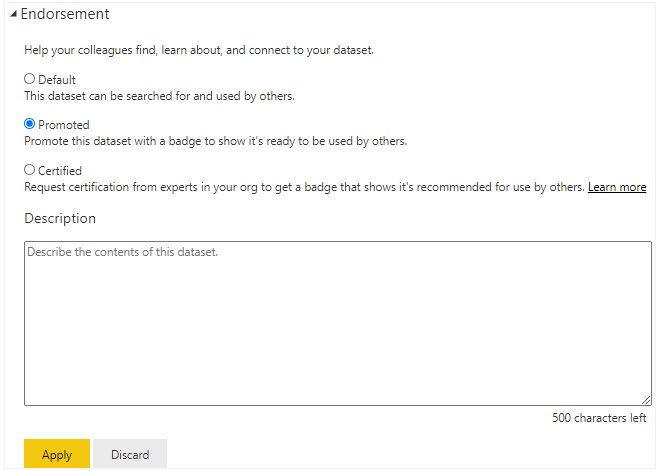 Endorsement
Help your colleagues find, learn about, and connect to your dataset.
Default
This dataset can be searched for and used by others.
Promoted
Promote this dataset with a badge to show it's ready to be used by others.
Certified
Request certification from experts in your org to get a badge that shows it's recommended for use by others. Learn more
Description
Describe the contents of this dataset.
500 characters left
Apply Discard